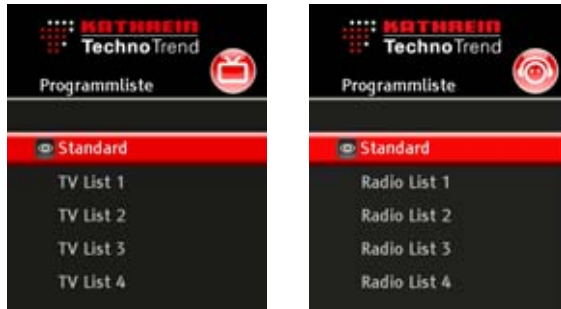 KATHREIN
TechnoTrend
Programmliste
Standard
TV List 1
TV List 2
TV List 3
TV List 4
KATHREIN
TechnoTrend
Programmliste
Standard
Radio List 1
Radio List 2
Radio List 3
Radio List 4